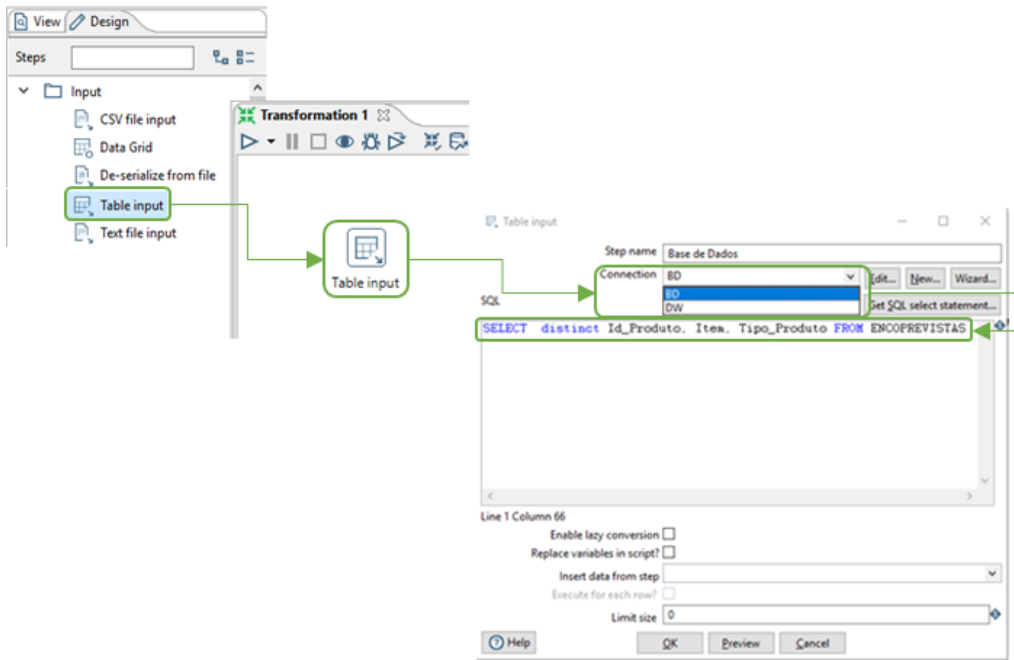 View Design
Steps
Input
CSV file input
Data Grid
De-serialize from file
Table input
Text file input
Transformation 1
Table input
Table input
Step name Base de Dados
Connection BD
Edit... New... Wizard...
BD
DW
SQL
Get SQL select statement...
SELECT distinct Id_Produto, Item, Tipo_Produto FROM ENCOPREVISTAS
Line 1 Column 66
Enable lazy conversion
Replace variables in script?
Insert data from step
Execute for each row?
Limit size 0
Help OK Preview Cancel